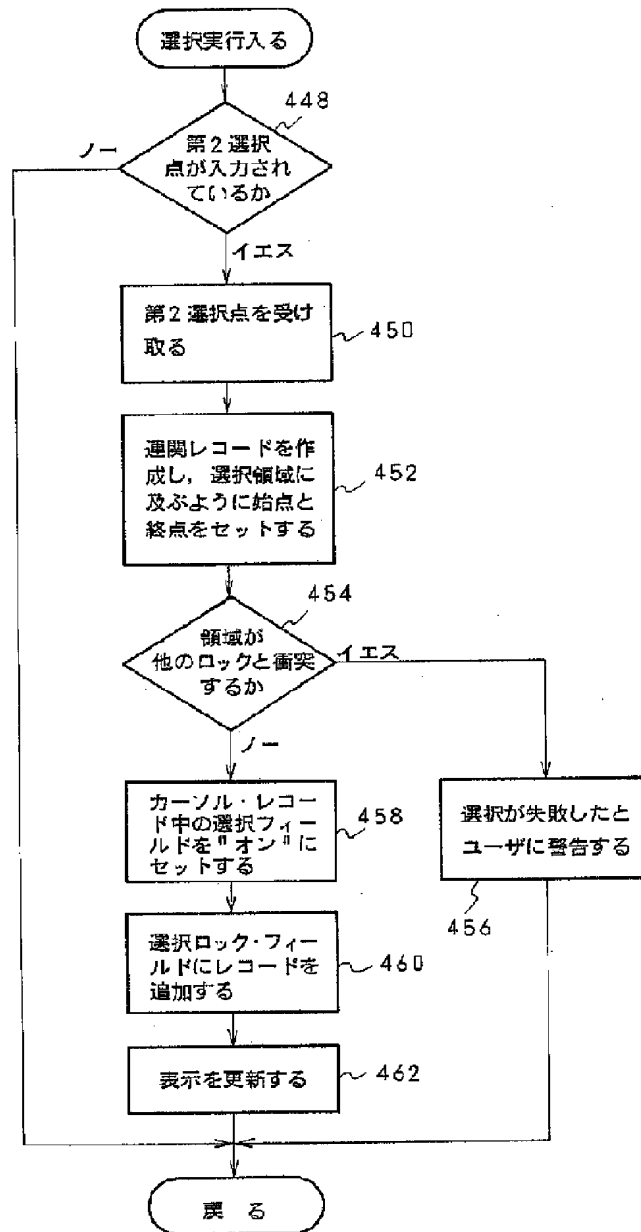 選択実行入る
448
ノー
第2選択
点が入力され
ているか
イエス
第2選択点を受け
取る
450
連関レコードを作
成し，選択領域に
及ぶように始点と
終点をセットする
452
454
領域が
他のロックと衝突
するか
イエス
ノー
カーソル・レコー
ド中の選択フィー
ルドを"オン"に
セットする
458
選択が失敗したと
ユーザに警告する
456
選択ロック・フィー
ルドにレコードを
追加する
460
表示を更新する
462
戻る